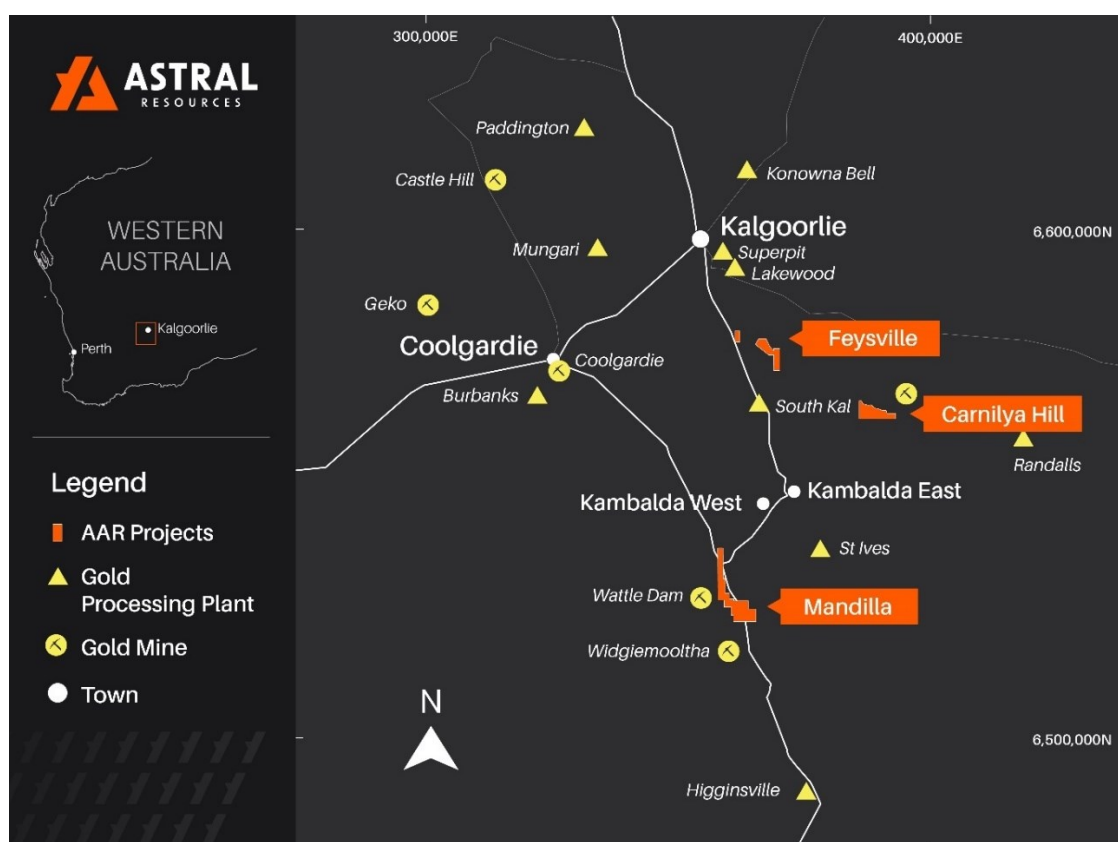 ASTRAL
RESOURCES
WESTERN
AUSTRALIA
Kalgoorlie
Perth
Legend
AAR Projects
Gold
Processing Plant
Gold Mine
Town
300,000E
400,000E
Paddington
Castle Hill
Konowna Bell
Kalgoorlie
6,600,000N
Mungari
Superpit
Lakewood
Geko
Feysville
Coolgardie
Coolgardie
Burbanks
South Kal
Carnilya Hill
Randalls
Kambalda East
Kambalda West
St Ives
Wattle Dam
Mandilla
Widgiemooltha
N
6,500,000N
Higginsville